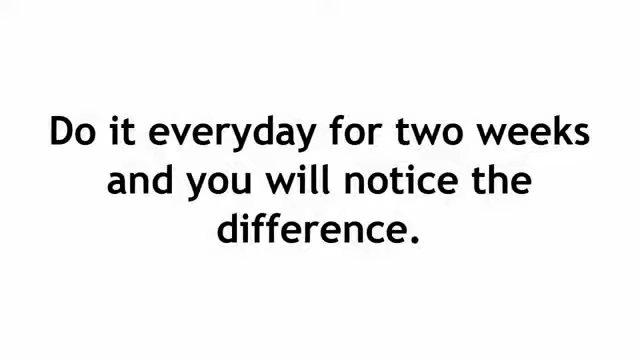 Do it everyday for two weeks
and you will notice the
difference.